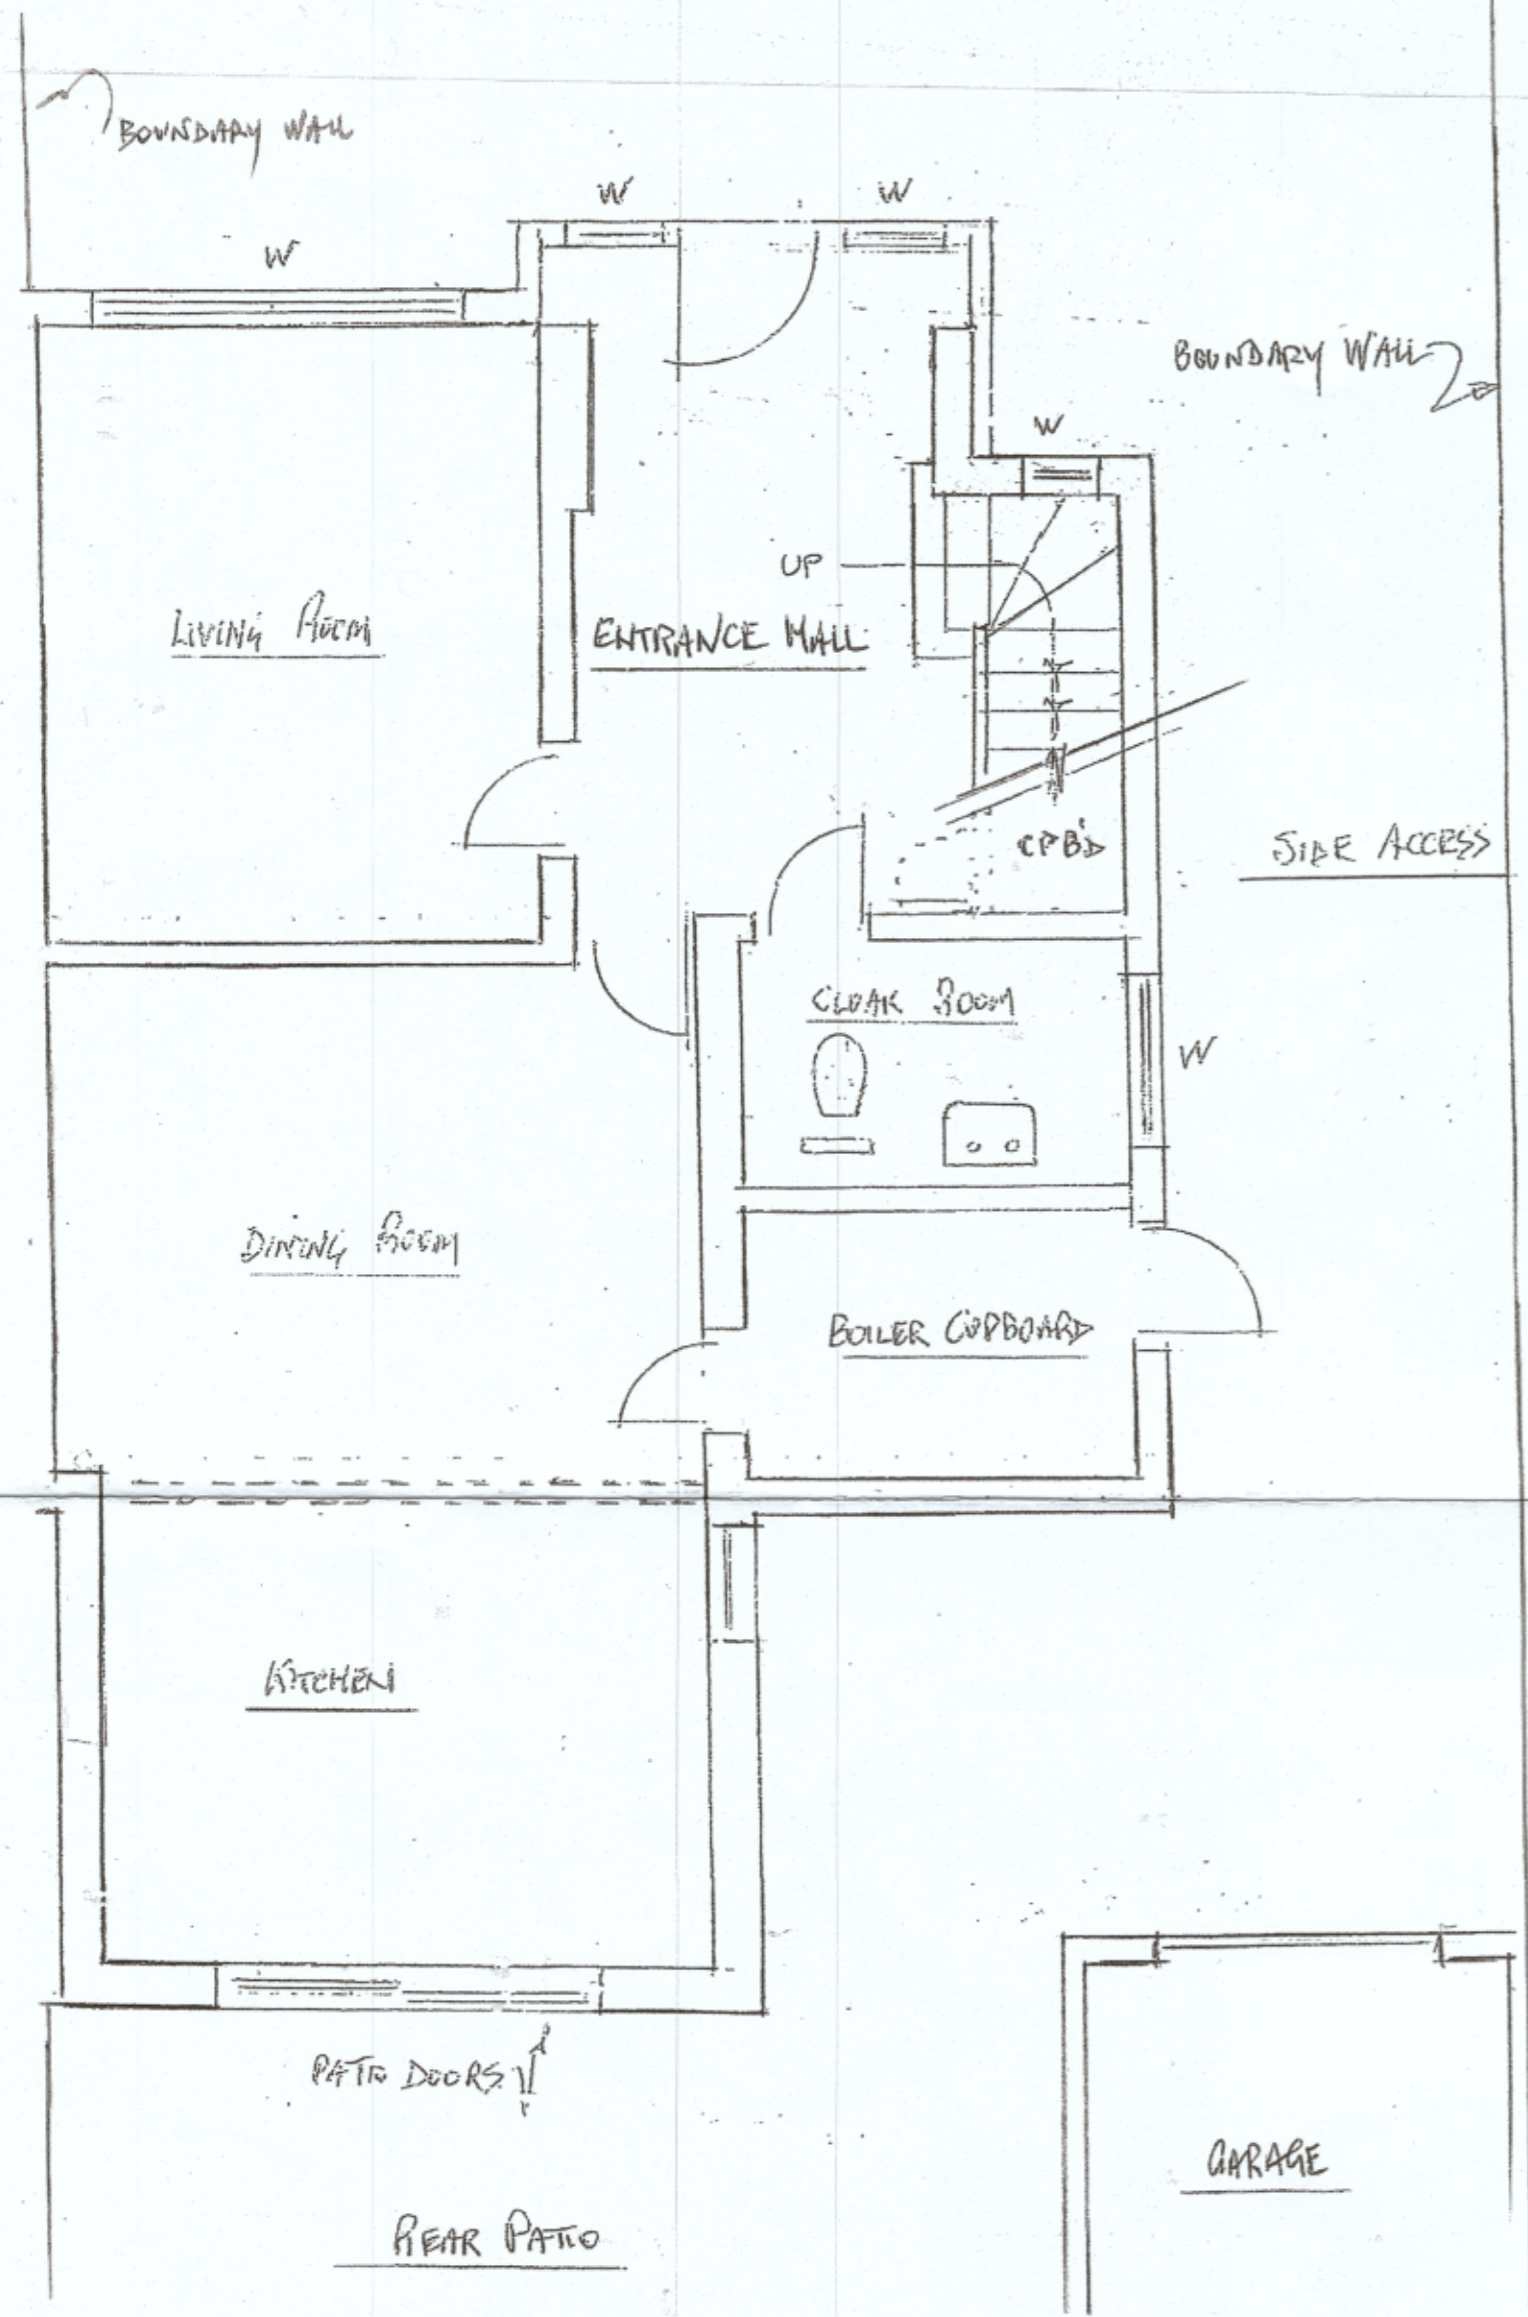 BOUNDARY WALL
W
W
W
BOUNDARY WALL
W
UP
LIVING ROOM
ENTRANCE HALL
CPB'D
SIDE ACCESS
CLOAK ROOM
W
DINING ROOM
BOILER CUPBOARD
KITCHEN
PATIO DOORS
GARAGE
REAR PATIO